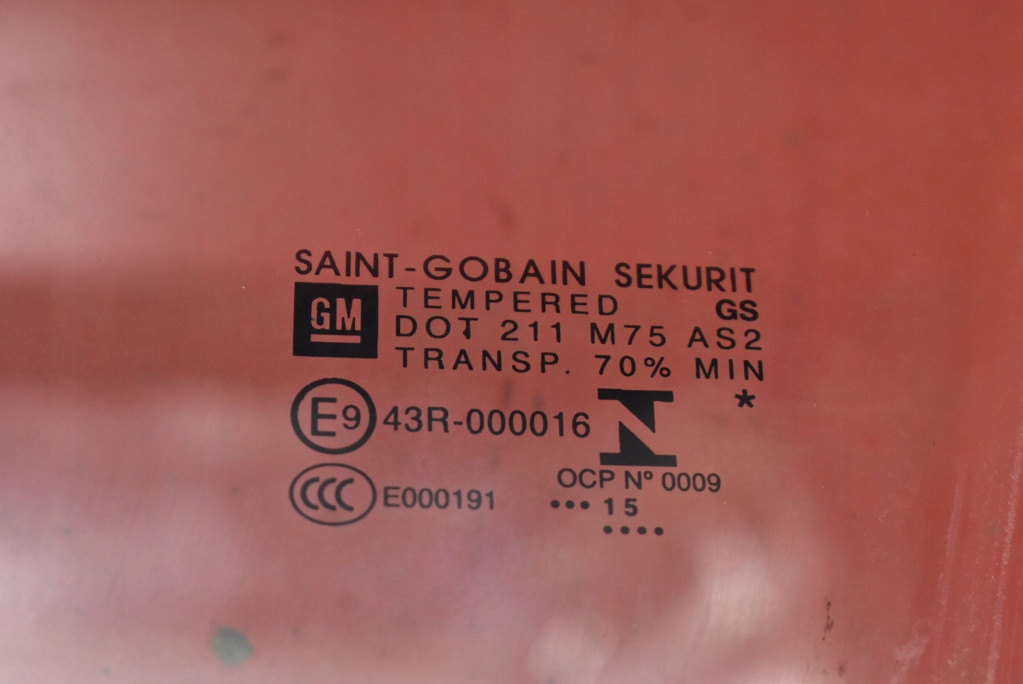 SAINT-GOBAIN SEKURIT
GM
TEMPERED GS
DOT 211 M75 AS2
TRANSP. 70% MIN
*
E9 43R-000016 N
OCP Nº 0009
CCC E000191
••• 15
••••